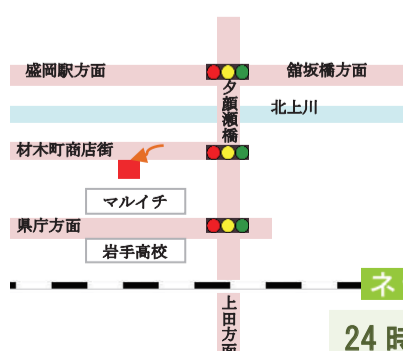 盛岡駅方面
舘坂橋方面
夕顔瀬橋
北上川
材木町商店街
マルイチ
県庁方面
岩手高校
ネ
上田方面
24 時